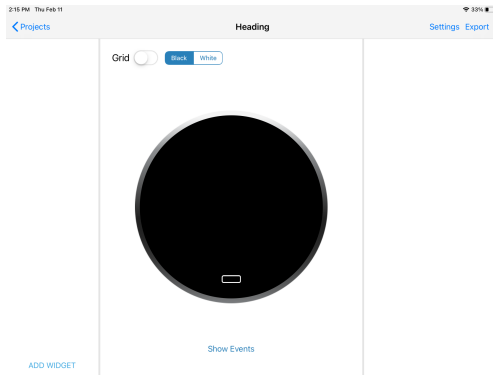 2:15 PM Thu Feb 11 33%
Projects Heading Settings Export
Grid Black White
Show Events
ADD WIDGET